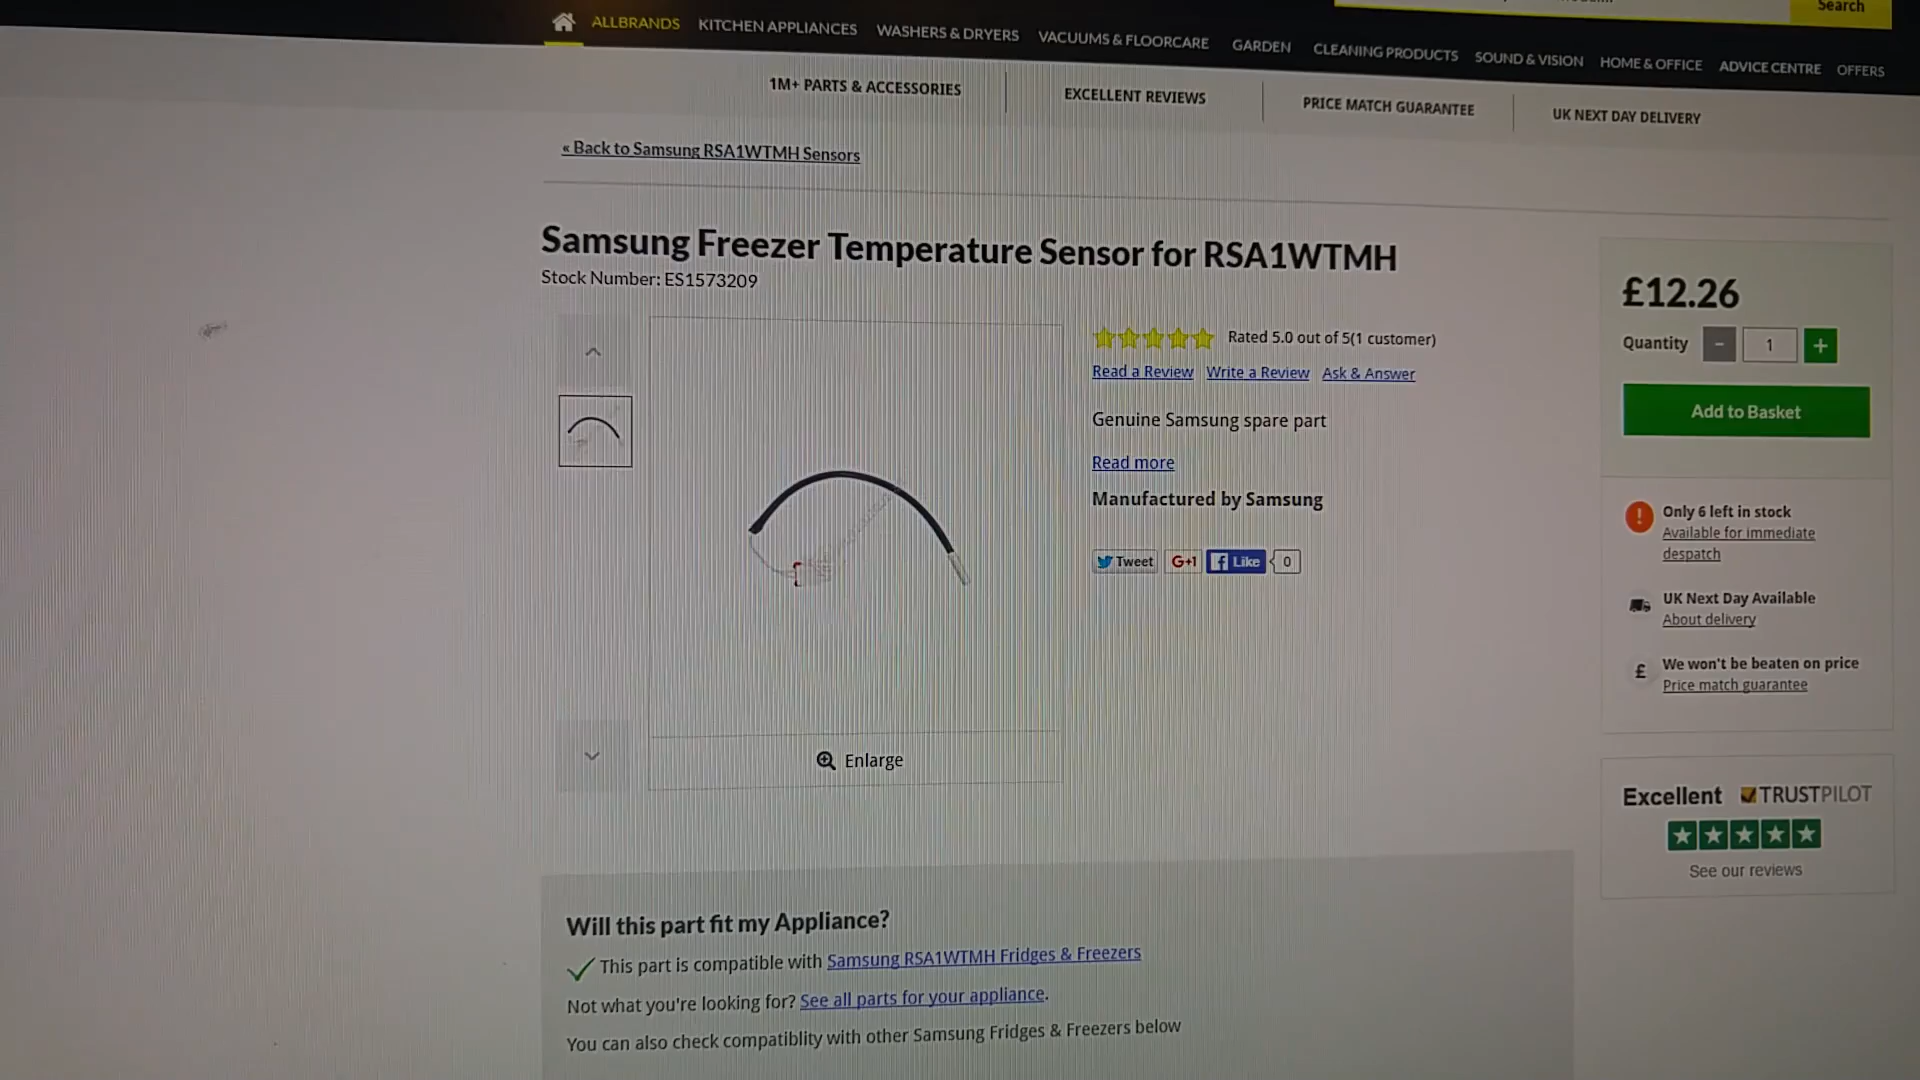 Search
ALLBRANDS KITCHEN APPLIANCES WASHERS & DRYERS VACUUMS & FLOORCARE GARDEN CLEANING PRODUCTS SOUND & VISION HOME & OFFICE ADVICE CENTRE OFFERS
1M+ PARTS & ACCESSORIES EXCELLENT REVIEWS PRICE MATCH GUARANTEE UK NEXT DAY DELIVERY
« Back to Samsung RSA1WTMH Sensors
Samsung Freezer Temperature Sensor for RSA1WTMH
Stock Number: ES1573209
Rated 5.0 out of 5(1 customer)
Read a Review Write a Review Ask & Answer
Genuine Samsung spare part
Read more
Manufactured by Samsung
Tweet G+1 f Like 0
Enlarge
£12.26
Quantity - 1 +
Add to Basket
! Only 6 left in stock
Available for immediate
despatch
UK Next Day Available
About delivery
£ We won't be beaten on price
Price match guarantee
Excellent TRUSTPILOT
See our reviews
Will this part fit my Appliance?
This part is compatible with Samsung RSA1WTMH Fridges & Freezers
Not what you're looking for? See all parts for your appliance.
You can also check compatiblity with other Samsung Fridges & Freezers below